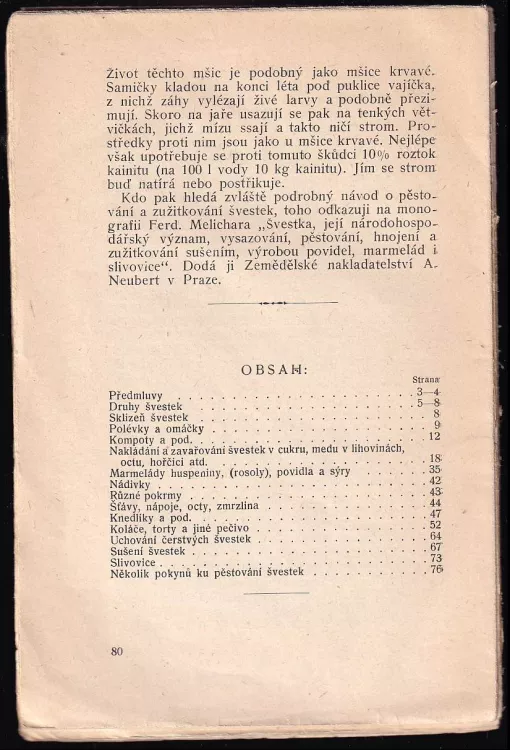 Život těchto mšic je podobný jako mšice krvavé.
Samičky kladou na konci léta pod puklice vajíčka,
z nichž záhy vylézají živé larvy a podobně přezi-
mují. Skoro na jaře usazují se pak na tenkých vět-
vičkách, jichž mízu ssají a takto ničí strom. Pro-
středky proti nim jsou jako u mšice krvavé. Nejlépe
však upotřebuje se proti tomuto škůdci 10% roztok
kainitu (na 100 l vody 10 kg kainitu). Jím se strom
buď natírá nebo postřikuje.
Kdo pak hledá zvláště podrobný návod o pěsto-
vání a zužitkování švestek, toho odkazuji na mono-
grafii Ferd. Melichara „Švestka, její národohospo-
dářský význam, vysazování, pěstování, hnojení a
zužitkování sušením, výrobou povidel, marmelád i
slivovice“. Dodá ji Zemědělské nakladatelství A.
Neubert v Praze.
OBSAH:
Strana
Předmluvy . . . . . . . . . . . . . . . . . . 3—4
Druhy švestek . . . . . . . . . . . . . . . . 5—8
Sklizeň švestek . . . . . . . . . . . . . . . . 8
Polévky a omáčky . . . . . . . . . . . . . . . 9
Kompoty a pod. . . . . . . . . . . . . . . . . 12
Nakládání a zavařování švestek v cukru, medu v lihovinách,
octu, hořčici atd. . . . . . . . . . . . . . . . 18
Marmelády huspeniny, (rosoly), povidla a sýry . . . . . 35
Nádivky . . . . . . . . . . . . . . . . . . . 42
Různé pokrmy . . . . . . . . . . . . . . . . . 43
Šťávy, nápoje, octy, zmrzlina . . . . . . . . . . . 44
Knedlíky a pod. . . . . . . . . . . . . . . . . 47
Koláče, torty a jiné pečivo . . . . . . . . . . . . 52
Uchování čerstvých švestek . . . . . . . . . . . . 64
Sušení švestek . . . . . . . . . . . . . . . . . 67
Slivovice . . . . . . . . . . . . . . . . . . . 73
Několik pokynů ku pěstování švestek . . . . . . . . 76
80